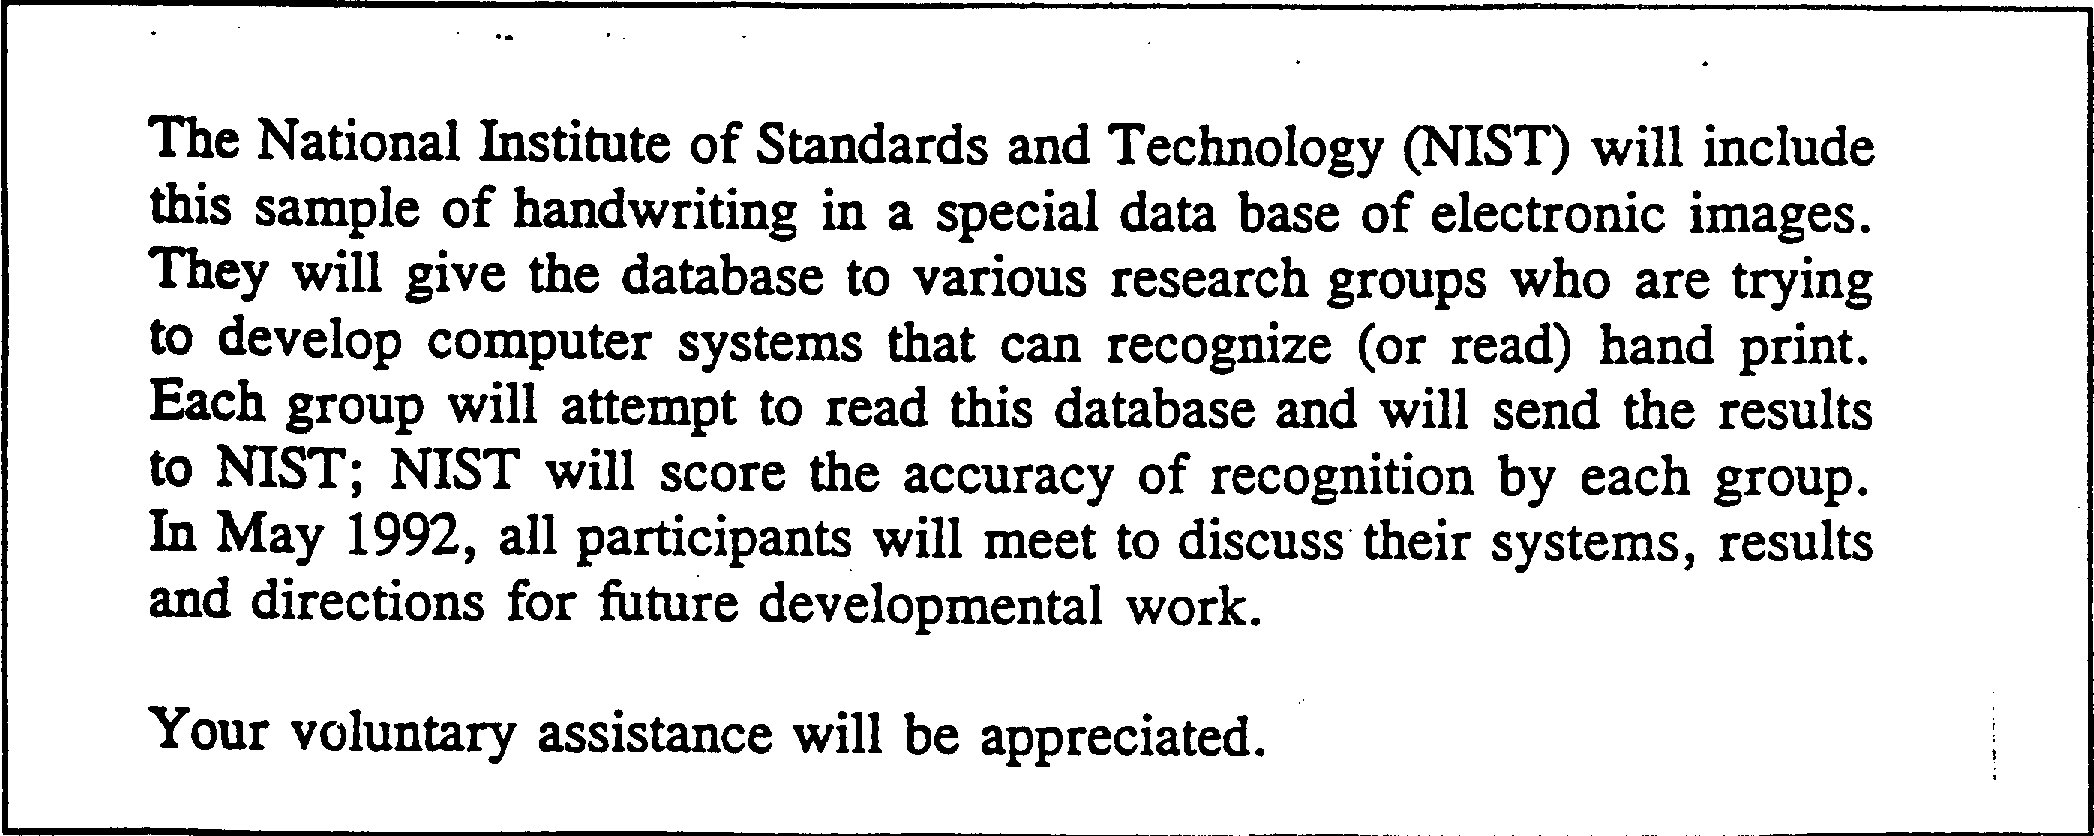 The National Institute of Standards and Technology (NIST) will include
this sample of handwriting in a special data base of electronic images.
They will give the database to various research groups who are trying
to develop computer systems that can recognize (or read) hand print.
Each group will attempt to read this database and will send the results
to NIST; NIST will score the accuracy of recognition by each group.
In May 1992, all participants will meet to discuss their systems, results
and directions for future developmental work.
Your voluntary assistance will be appreciated.